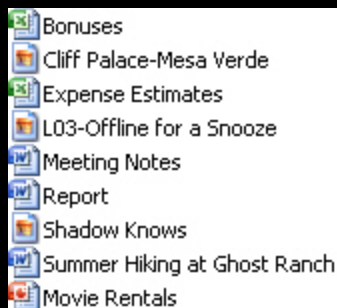 Bonuses
Cliff Palace-Mesa Verde
Expense Estimates
L03-Offline for a Snooze
Meeting Notes
Report
Shadow Knows
Summer Hiking at Ghost Ranch
Movie Rentals